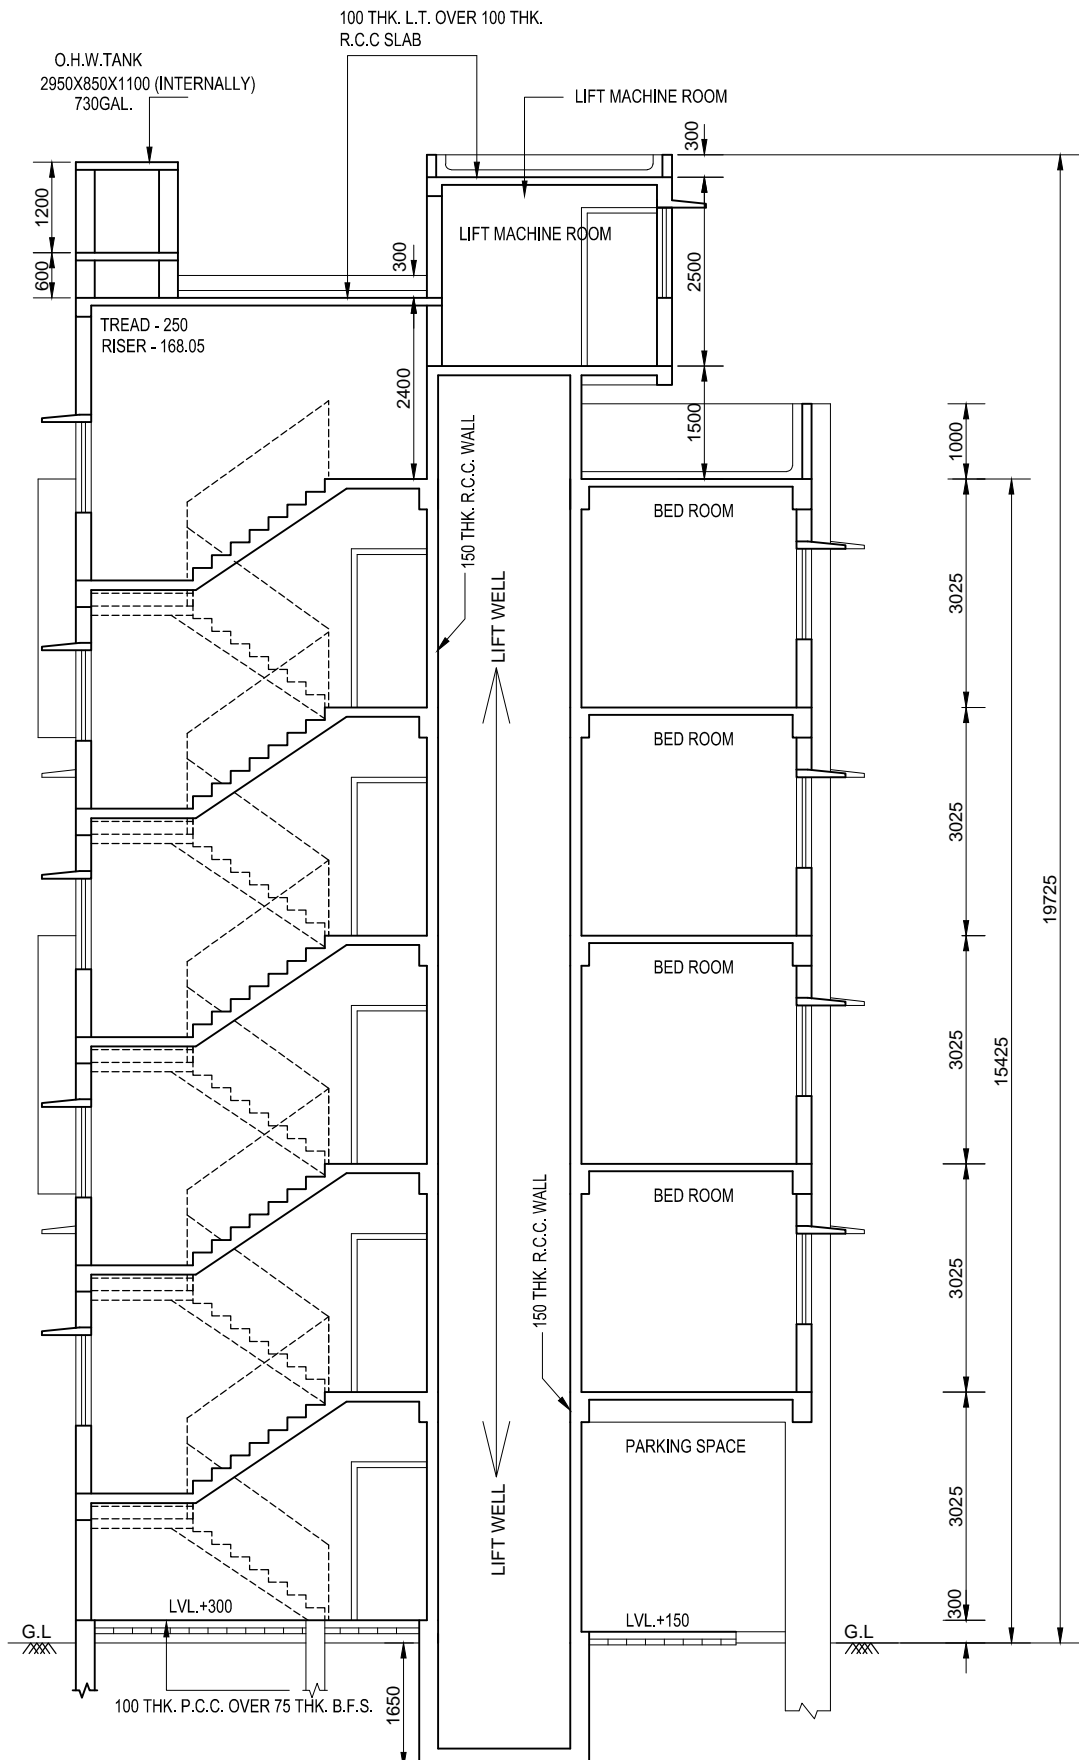 100 THK. L.T. OVER 100 THK.
R.C.C SLAB
O.H.W.TANK
2950X850X1100 (INTERNALLY)
730GAL.
LIFT MACHINE ROOM
300
1200
600
300
LIFT MACHINE ROOM
2500
TREAD - 250
RISER - 168.05
2400
1500
1000
150 THK. R.C.C. WALL
BED ROOM
3025
LIFT WELL
BED ROOM
3025
19725
BED ROOM
3025
15425
150 THK. R.C.C. WALL
BED ROOM
3025
PARKING SPACE
3025
LIFT WELL
LVL.+300
LVL.+150
300
G.L
G.L
100 THK. P.C.C. OVER 75 THK. B.F.S.
1650